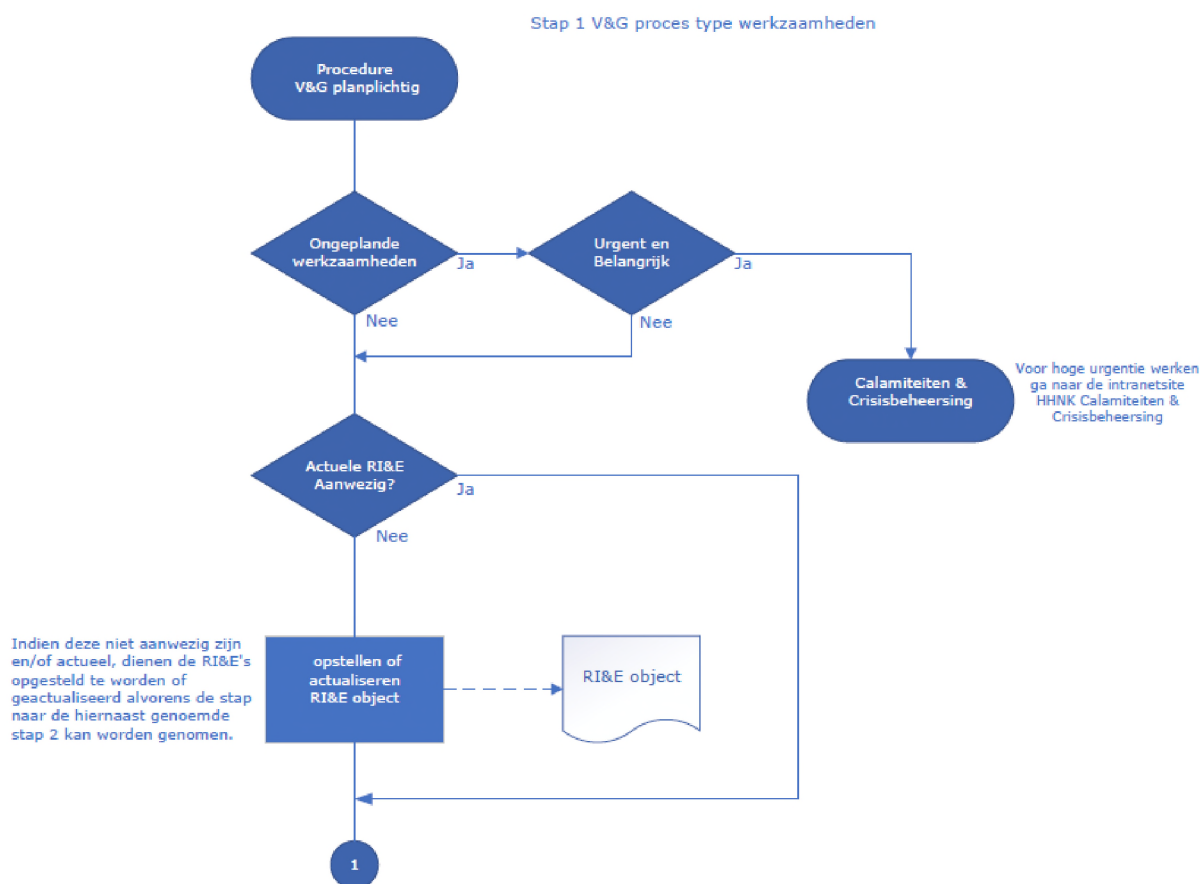 Stap 1 V&G proces type werkzaamheden
Procedure
V&G planplichtig
Ongeplande
werkzaamheden
Ja
Nee
Urgent en
Belangrijk
Ja
Nee
Calamiteiten &
Crisisbeheersing
Voor hoge urgentie werken
ga naar de intranetsite
HHNK Calamiteiten &
Crisisbeheersing
Actuele RI&E
Aanwezig?
Ja
Nee
Indien deze niet aanwezig zijn
en/of actueel, dienen de RI&E's
opgesteld te worden of
geactualiseerd alvorens de stap
naar de hiernaast genoemde
stap 2 kan worden genomen.
opstellen of
actualiseren
RI&E object
RI&E object
1